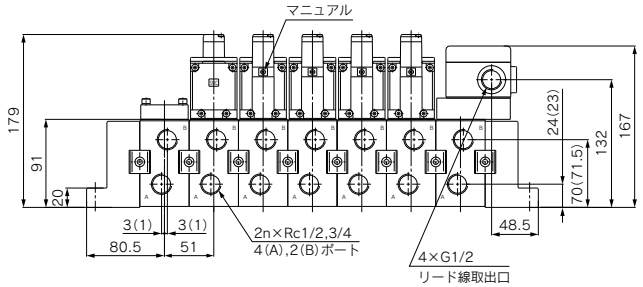 マニュアル
179
91
20
B B B B B B B
A A A A A A A
24(23)
70(71.5)
132
167
3(1)
3(1)
80.5
51
48.5
2n×Rc1/2,3/4
4(A),2(B)ポート
4×G1/2
リード線取出口